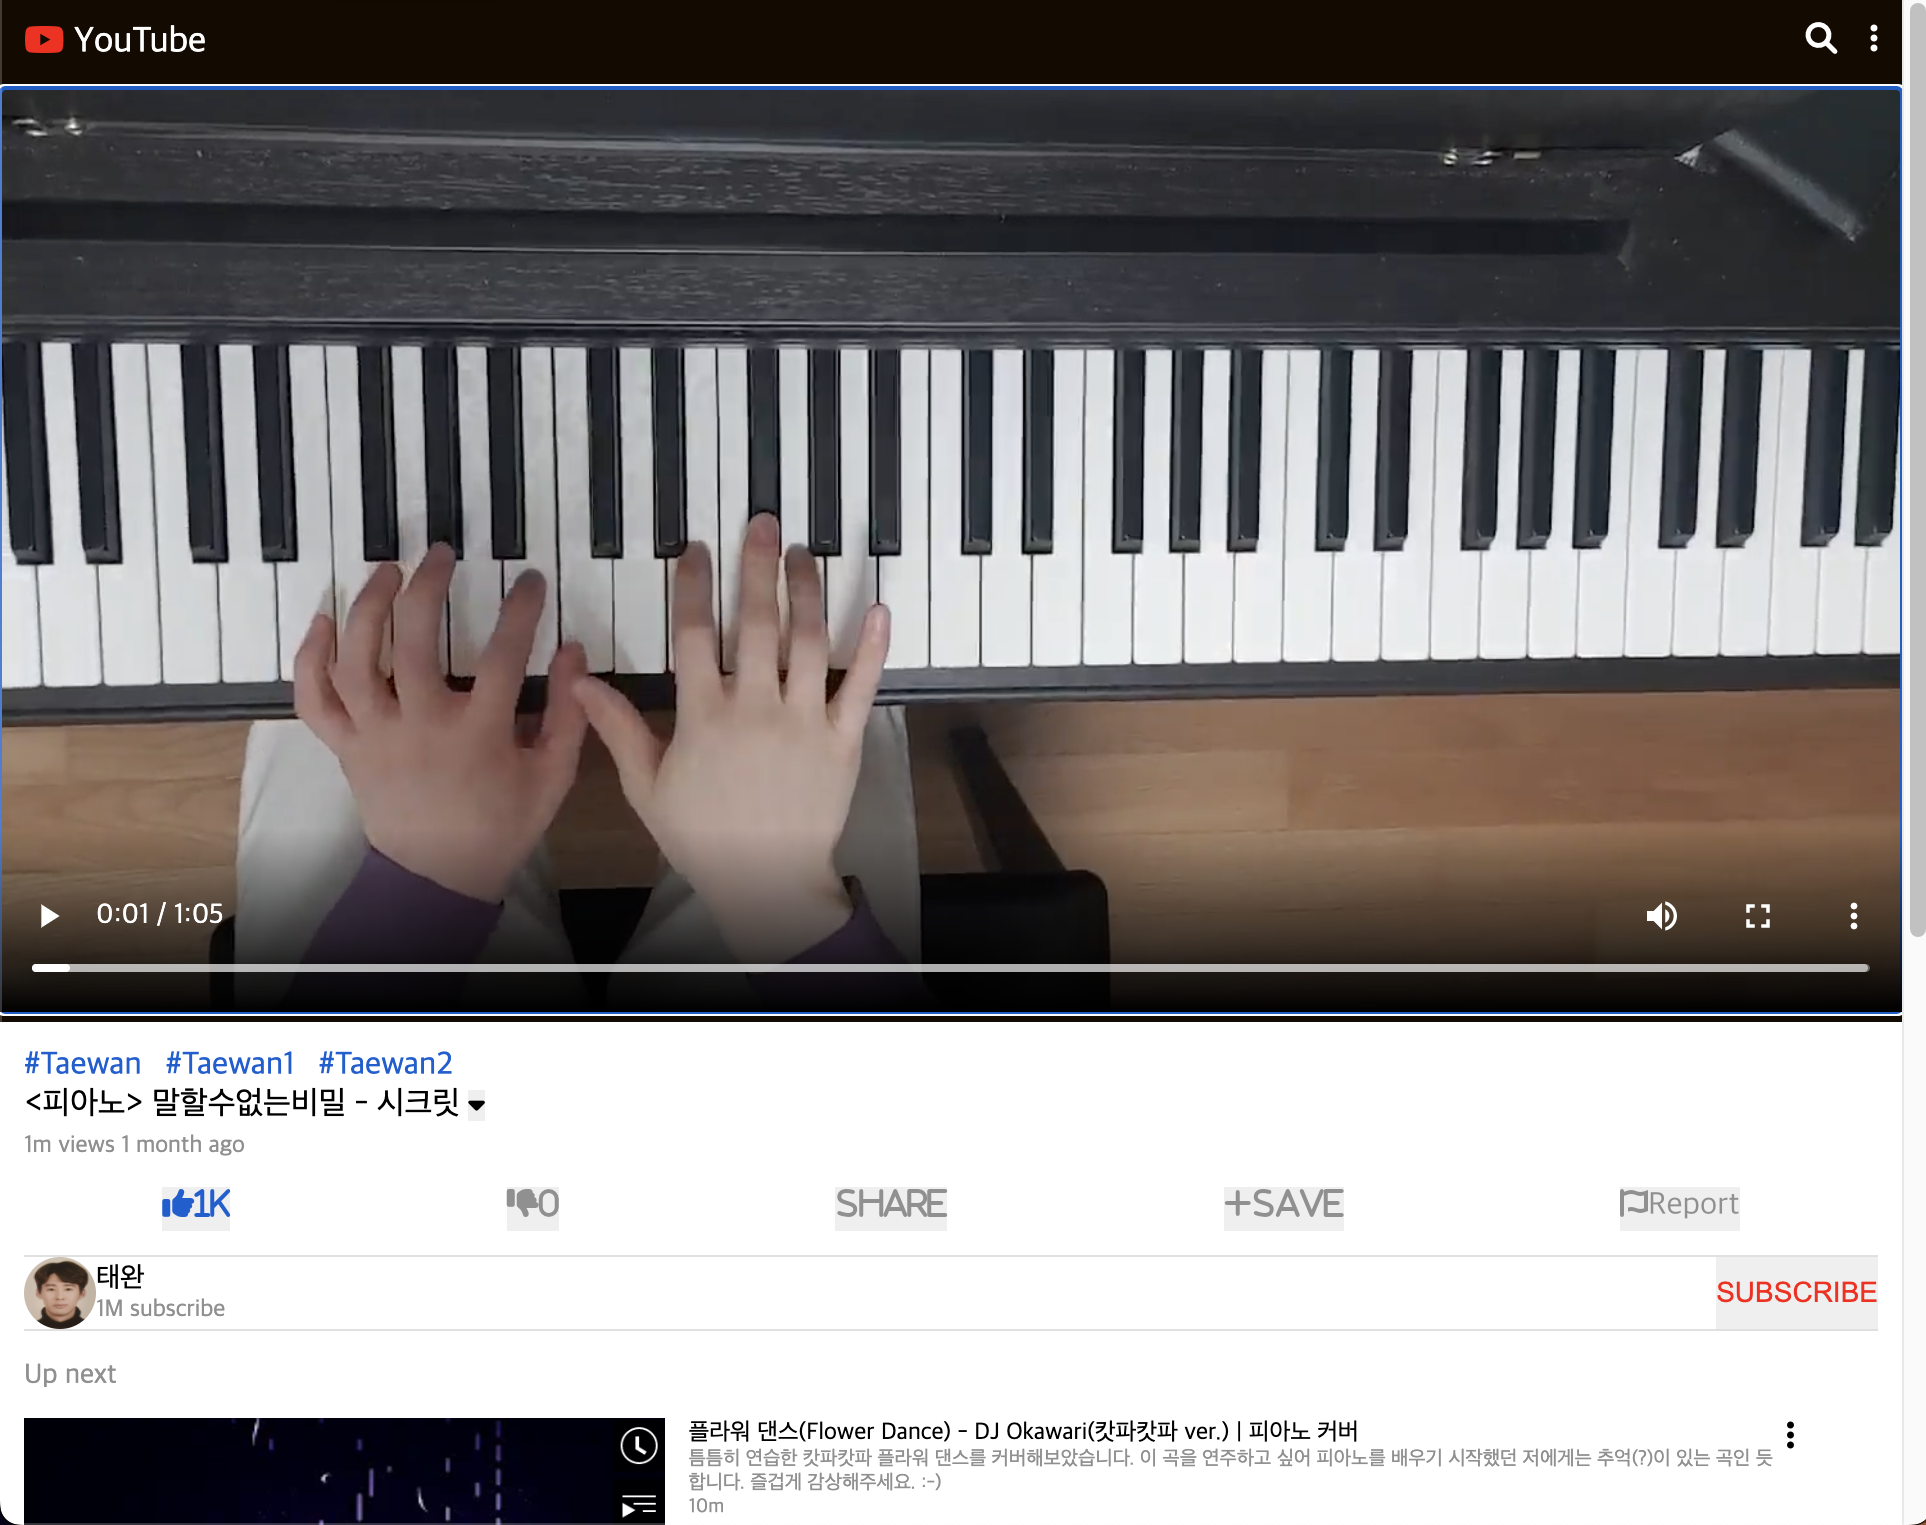 YouTube
0:01 / 1:05
#Taewan #Taewan1 #Taewan2
<피아노> 말할수없는비밀 - 시크릿
1m views 1 month ago
1K 0 SHARE +SAVE Report
태완
1M subscribe
SUBSCRIBE
Up next
플라워 댄스(Flower Dance) - DJ Okawari(캇파캇파 ver.) | 피아노 커버
틈틈히 연습한 캇파캇파 플라워 댄스를 커버해보았습니다. 이 곡을 연주하고 싶어 피아노를 배우기 시작했던 저에게는 추억(?)이 있는 곡인 듯
합니다. 즐겁게 감상해주세요. :-)
10m